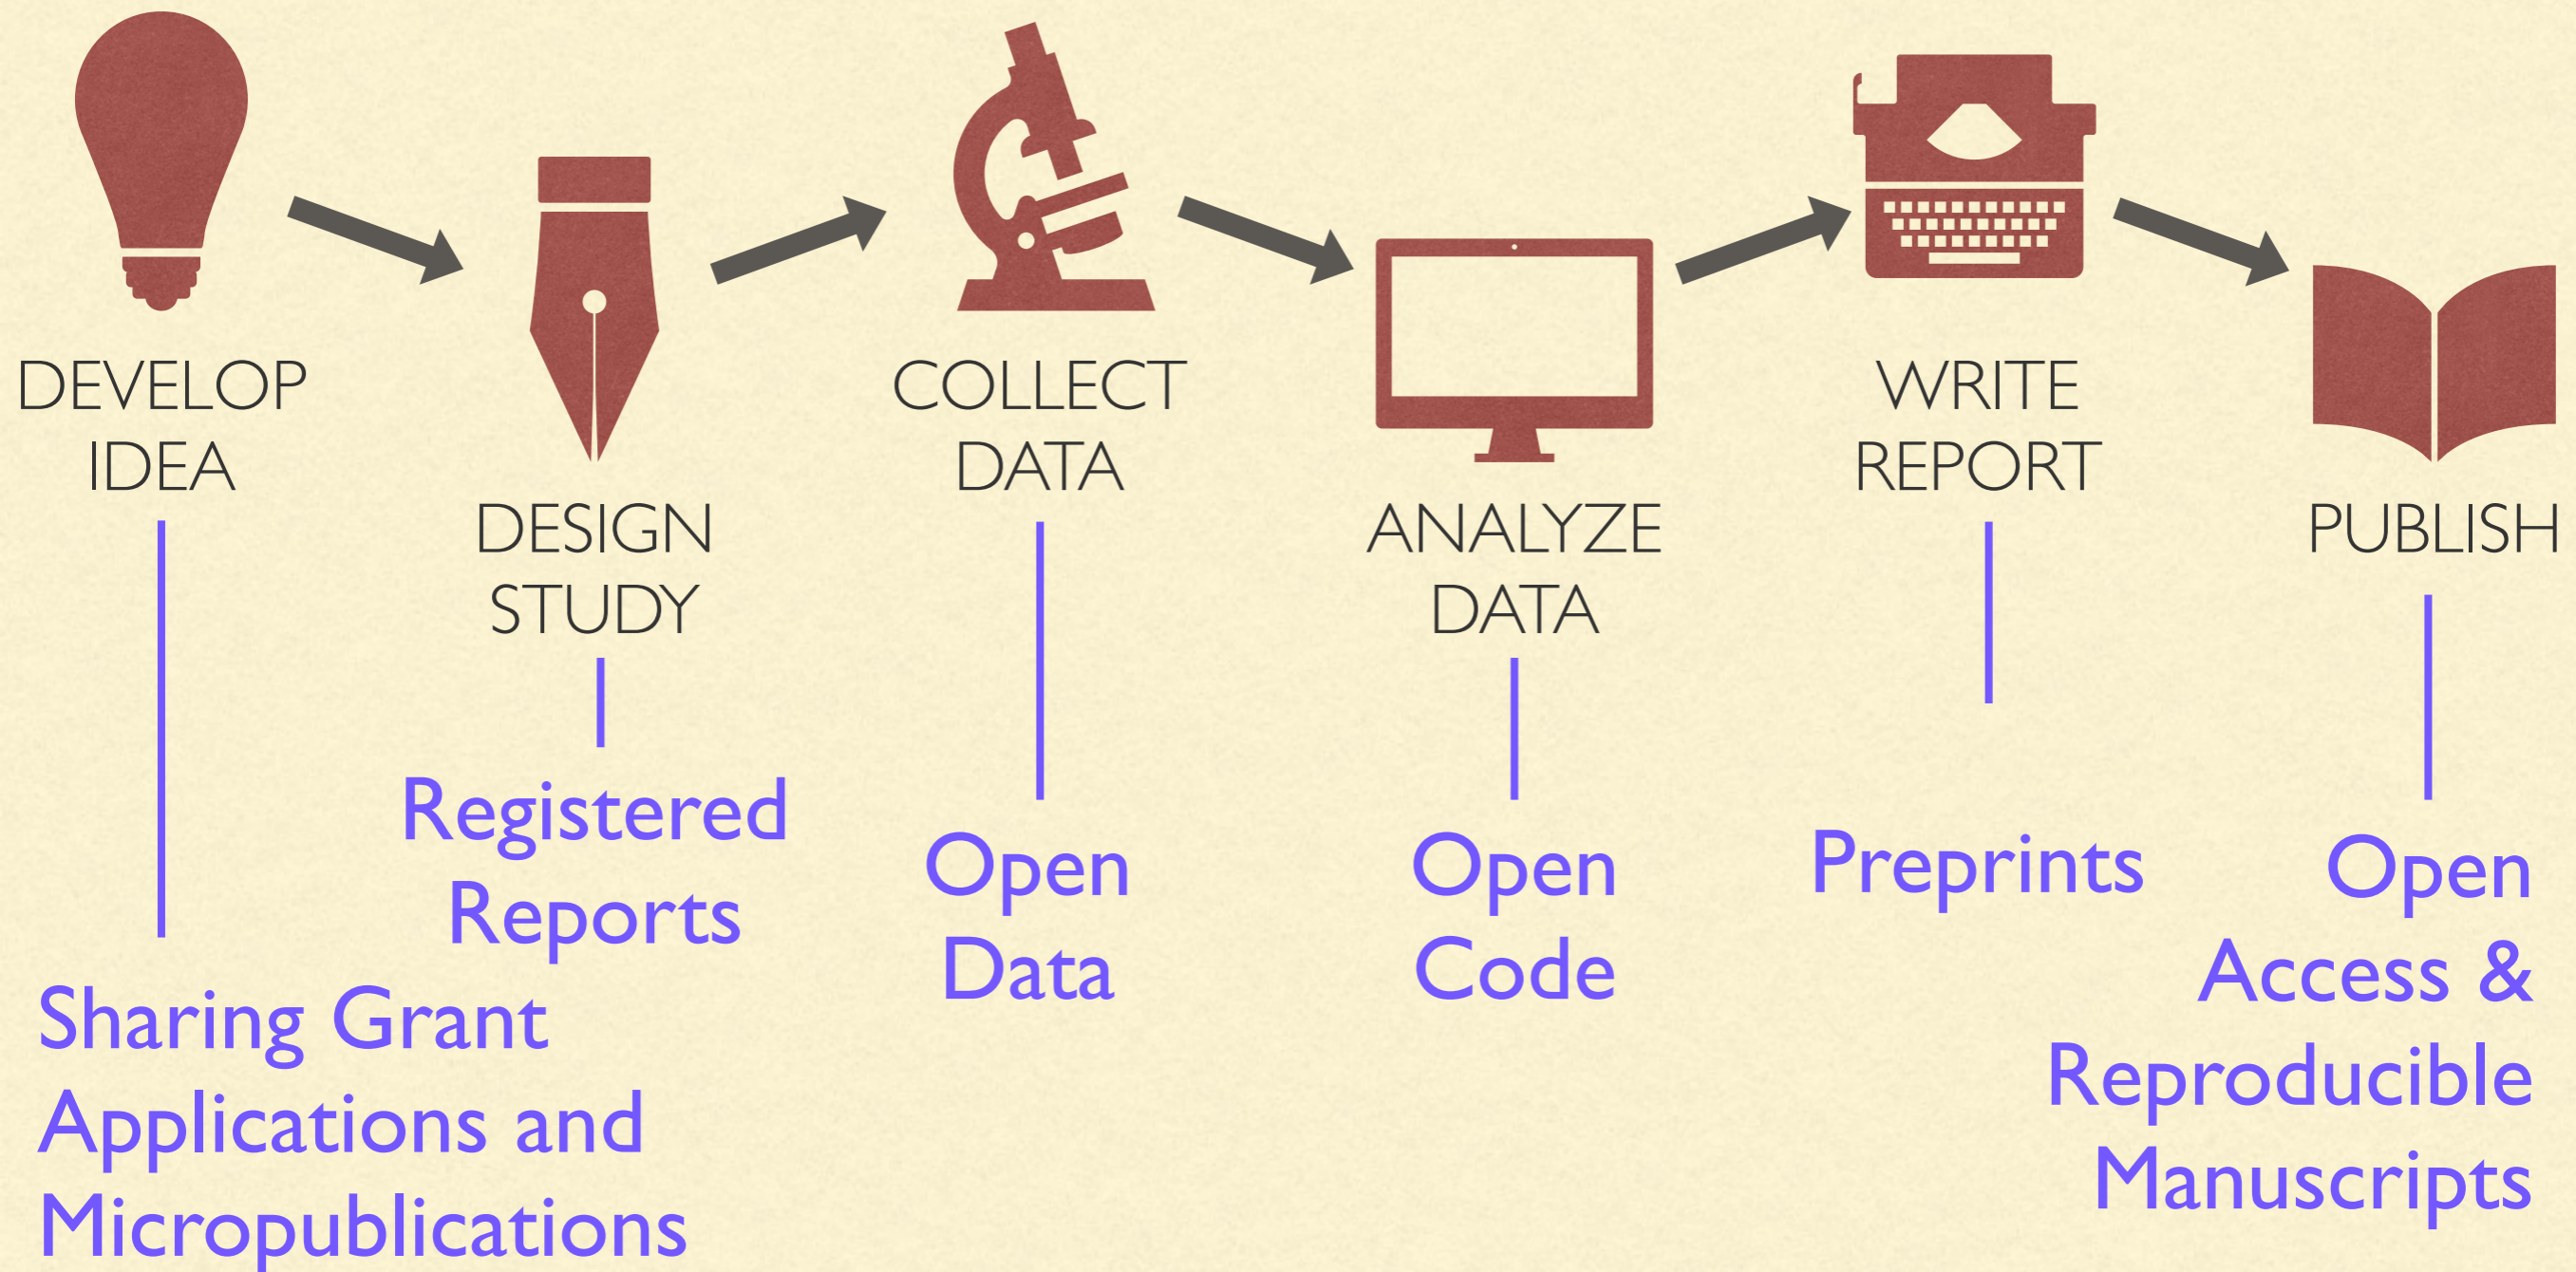 DEVELOP
IDEA
DESIGN
STUDY
COLLECT
DATA
ANALYZE
DATA
WRITE
REPORT
PUBLISH
Sharing Grant
Applications and
Micropublications
Registered
Reports
Open
Data
Open
Code
Preprints
Open
Access &
Reproducible
Manuscripts